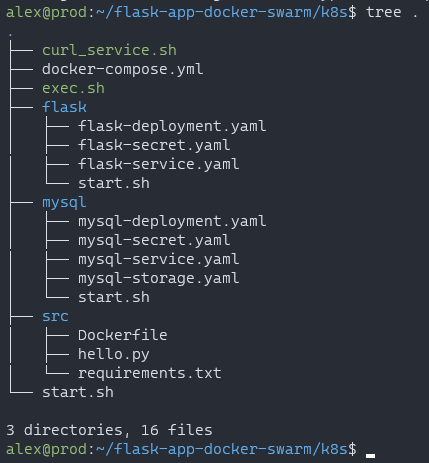 alex@prod:~/flask-app-docker-swarm/k8s$ tree .
.
├── curl_service.sh
├── docker-compose.yml
├── exec.sh
├── flask
│   ├── flask-deployment.yaml
│   ├── flask-secret.yaml
│   ├── flask-service.yaml
│   └── start.sh
├── mysql
│   ├── mysql-deployment.yaml
│   ├── mysql-secret.yaml
│   ├── mysql-service.yaml
│   ├── mysql-storage.yaml
│   └── start.sh
├── src
│   ├── Dockerfile
│   ├── hello.py
│   └── requirements.txt
└── start.sh

3 directories, 16 files
alex@prod:~/flask-app-docker-swarm/k8s$